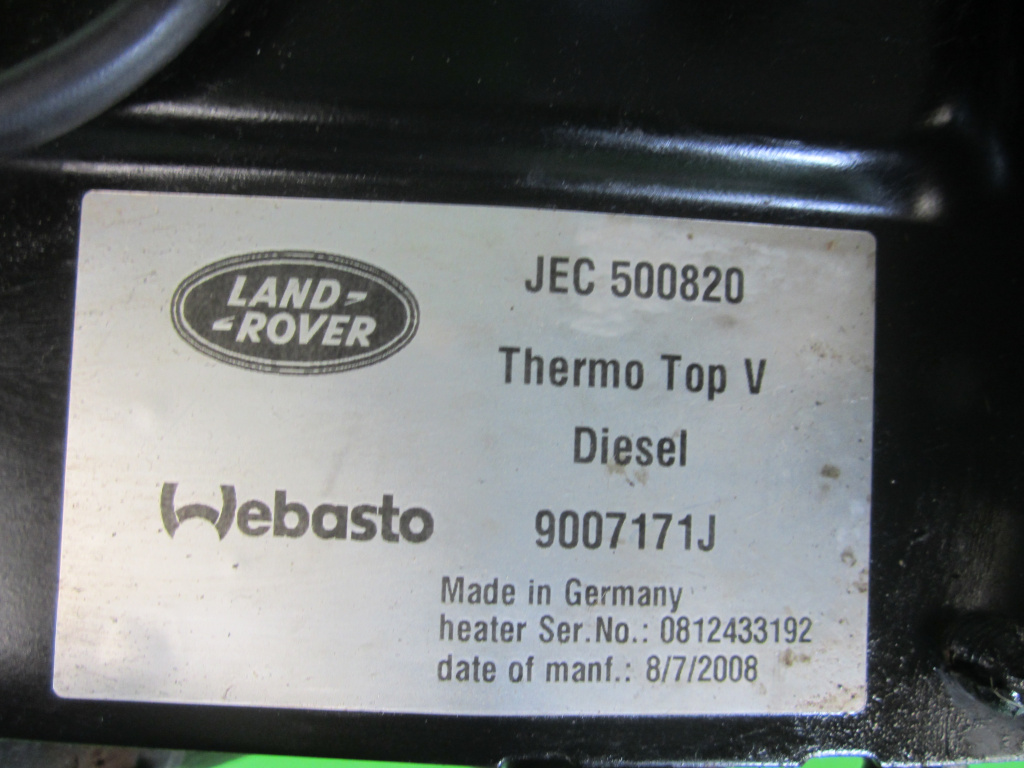 LAND-
-ROVER
JEC 500820
Thermo Top V
Diesel
Webasto
9007171J
Made in Germany
heater Ser.No.: 0812433192
date of manf.: 8/7/2008